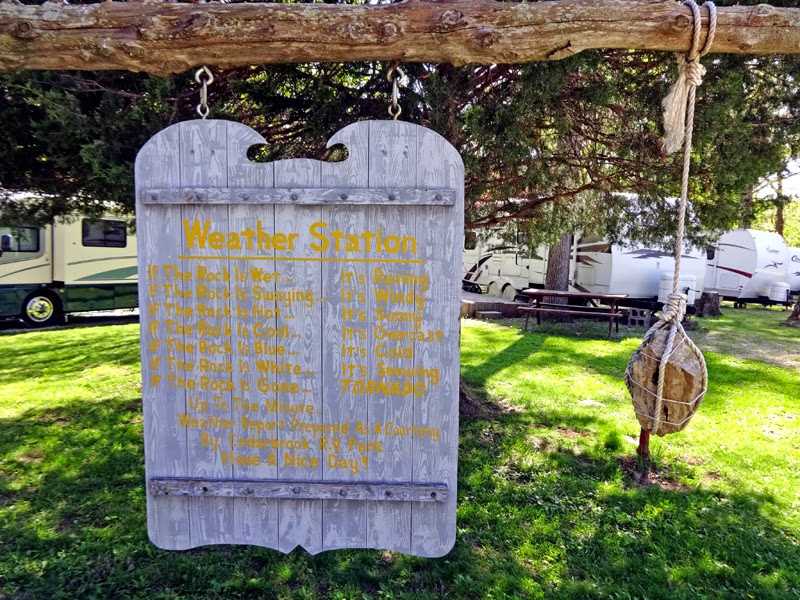 Weather Station
If The Rock Is Wet... It's Raining
If The Rock Is Swaying... It's Windy
If The Rock Is Hot... It's Sunny
If The Rock Is Cool... It's Overcast
If The Rock Is Blue... It's Cold
If The Rock Is White... It's Snowing
If The Rock Is Gone... TORNADO
Up To The Minute
Weather Report Prepared As A Courtesy
By Cedarbrook R.V. Park
Have A Nice Day!